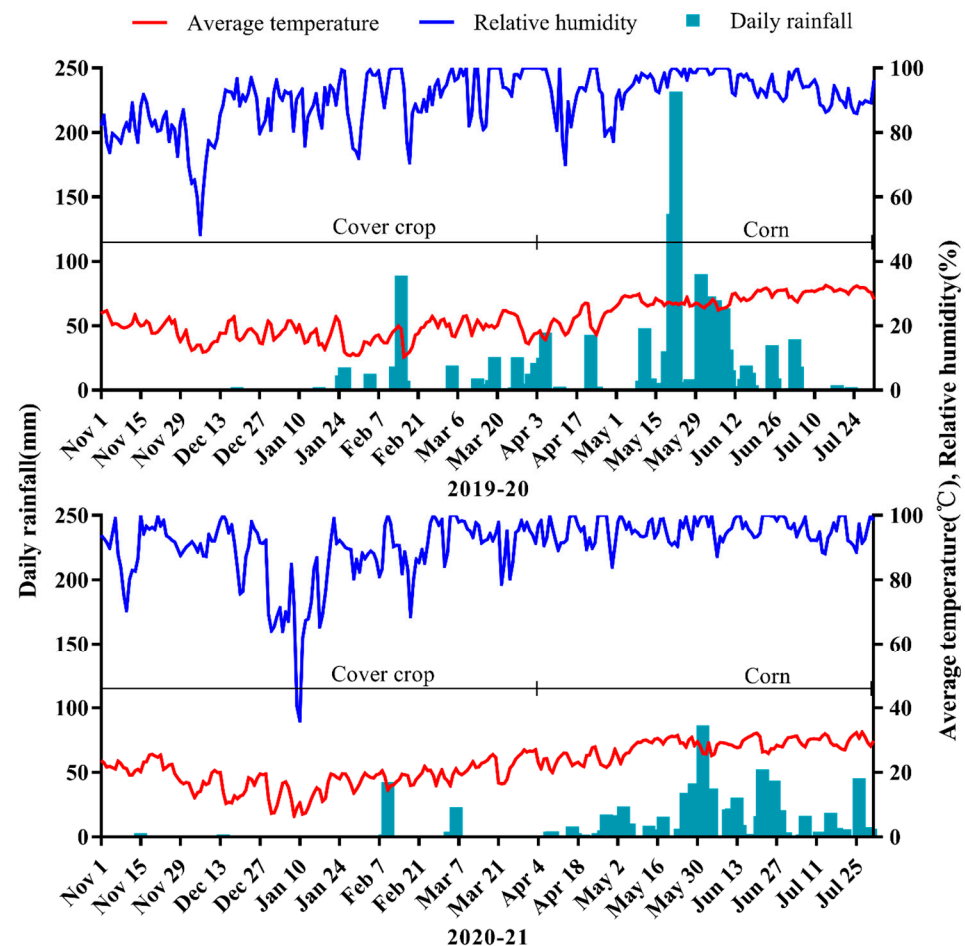 Average temperature Relative humidity Daily rainfall
250 100
200 80
150 60
Cover crop Corn
100 40
50 20
0 0
Nov 1 Nov 15 Nov 29 Dec 13 Dec 27 Jan 10 Jan 24 Feb 7 Feb 21 Mar 6 Mar 20 Apr 3 Apr 17 May 1 May 15 May 29 Jun 12 Jun 26 Jul 10 Jul 24
2019-20
Daily rainfall(mm)
Average temperature(℃), Relative humidity(%)
250 100
200 80
150 60
Cover crop Corn
100 40
50 20
0 0
Nov 1 Nov 15 Nov 29 Dec 13 Dec 27 Jan 10 Jan 24 Feb 7 Feb 21 Mar 7 Mar 21 Apr 4 Apr 18 May 2 May 16 May 30 Jun 13 Jun 27 Jul 11 Jul 25
2020-21